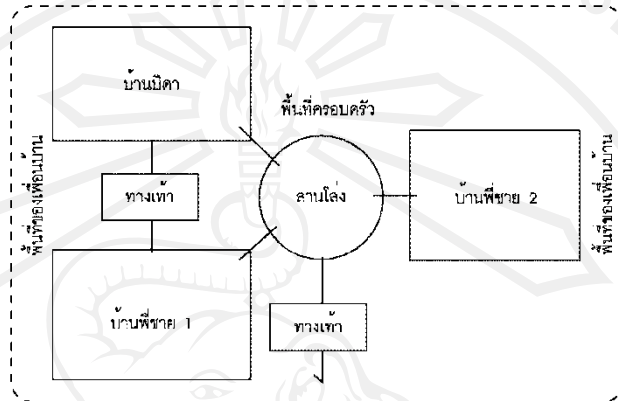 บ้านบิดา
พื้นที่ครอบครัว
พื้นที่ของเพื่อนบ้าน
ทางเท้า
ลานโล่ง
บ้านพี่ชาย 2
พื้นที่ของเพื่อนบ้าน
บ้านพี่ชาย 1
ทางเท้า